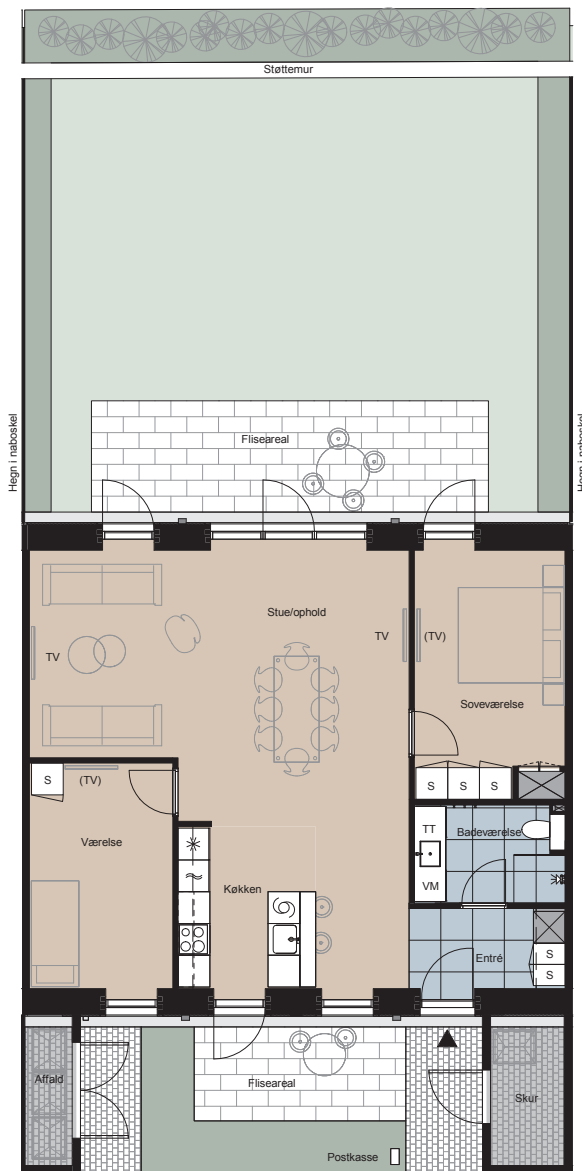 Støttemur
Hegn i naboskel
Hegn i naboskel
Fliseareal
Stue/ophold
TV
TV
(TV)
Soveværelse
S
(TV)
S
S
S
Værelse
TT
Badeværelse
VM
Køkken
Entré
S
S
Affald
Fliseareal
Skur
Postkasse